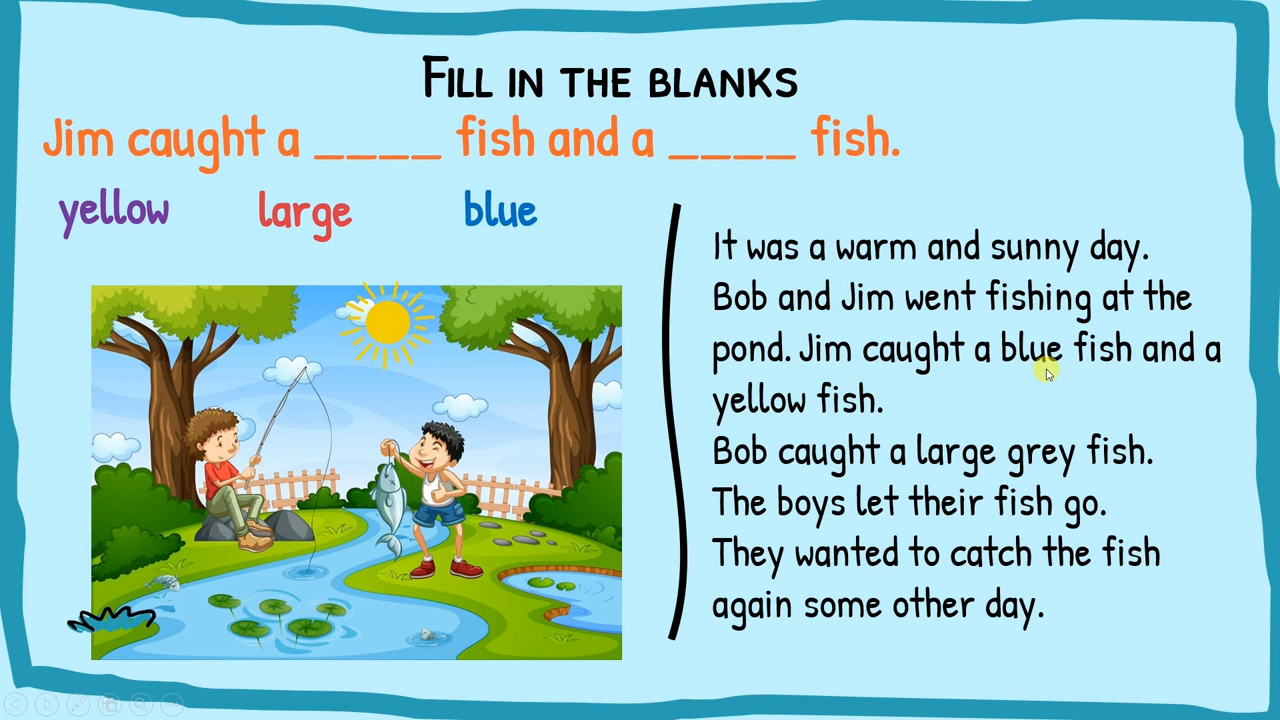 Fill in the blanks
Jim caught a ____ fish and a ____ fish.
yellow large blue
It was a warm and sunny day.
Bob and Jim went fishing at the
pond. Jim caught a blue fish and a
yellow fish.
Bob caught a large grey fish.
The boys let their fish go.
They wanted to catch the fish
again some other day.